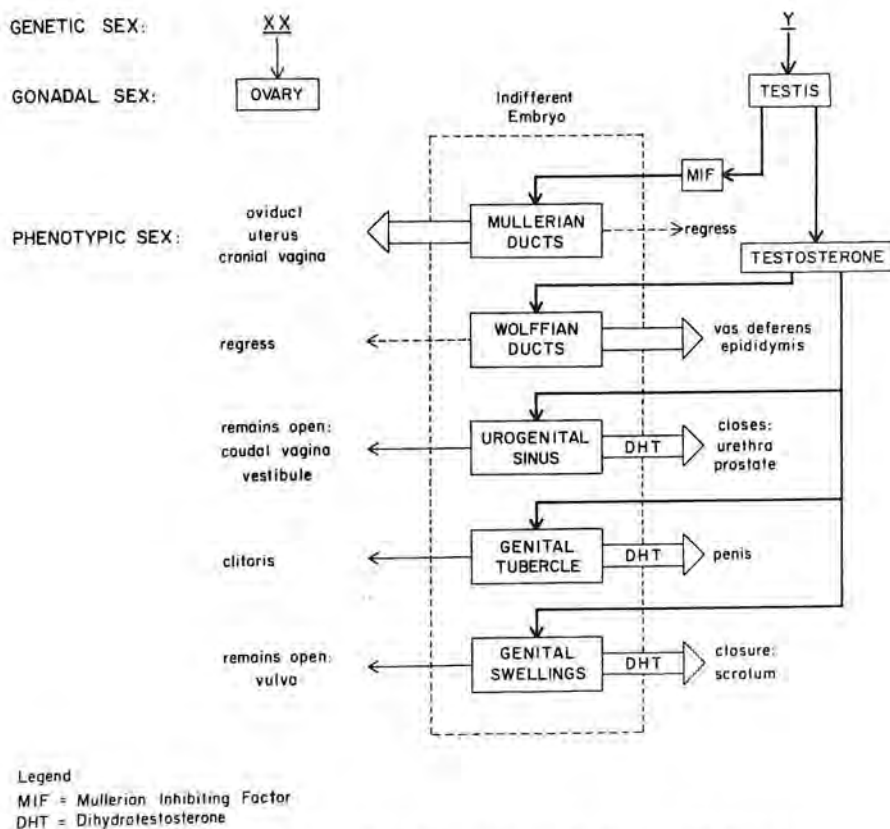 GENETIC SEX:
XX
Y
GONADAL SEX:
OVARY
TESTIS
Indifferent
Embryo
MIF
PHENOTYPIC SEX:
oviduct
uterus
cranial vagina
MULLERIAN
DUCTS
regress
TESTOSTERONE
regress
WOLFFIAN
DUCTS
vas deferens
epididymis
remains open:
caudal vagina
vestibule
UROGENITAL
SINUS
DHT
closes:
urethra
prostate
clitoris
GENITAL
TUBERCLE
DHT
penis
remains open:
vulva
GENITAL
SWELLINGS
DHT
closure:
scrotum
Legend
MIF = Mullerian Inhibiting Factor
DHT = Dihydrotestosterone